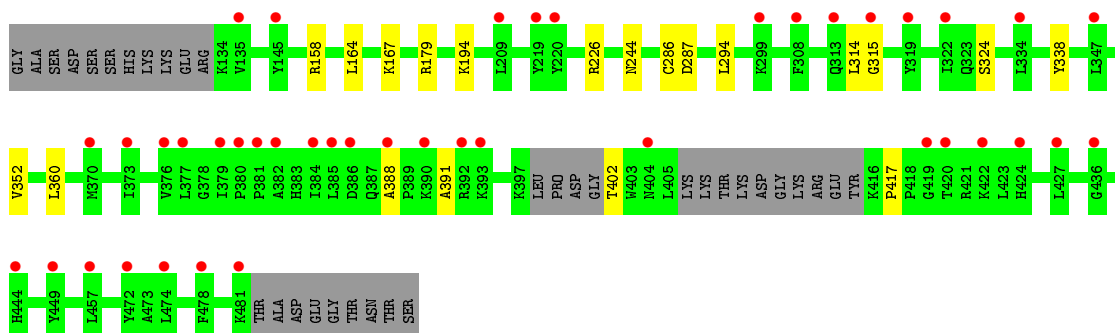 GLY ALA SER ASP SER SER HIS LYS LYS GLU ARG K134 V135 Y145 R158 L164 K167 R179 K194 L209 Y219 Y220 R226 N244 C286 D287 L294 K299 F308 Q313 L314 G315 Y319 I322 Q323 S324 L334 Y338 L347
V352 L360 M370 I373 V376 L377 G378 I379 P380 P381 A382 H383 I384 L385 D386 Q387 A388 P389 K390 A391 R392 K393 K397 LEU PRO ASP GLY T402 W403 N404 L405 LYS LYS THR LYS ASP GLY LYS ARG GLU TYR K416 P417 P418 G419 T420 R421 K422 L423 H424 L427 G436
H444 Y449 L457 Y472 A473 L474 F478 K481 THR ALA ASP GLU GLY THR ASN THR SER